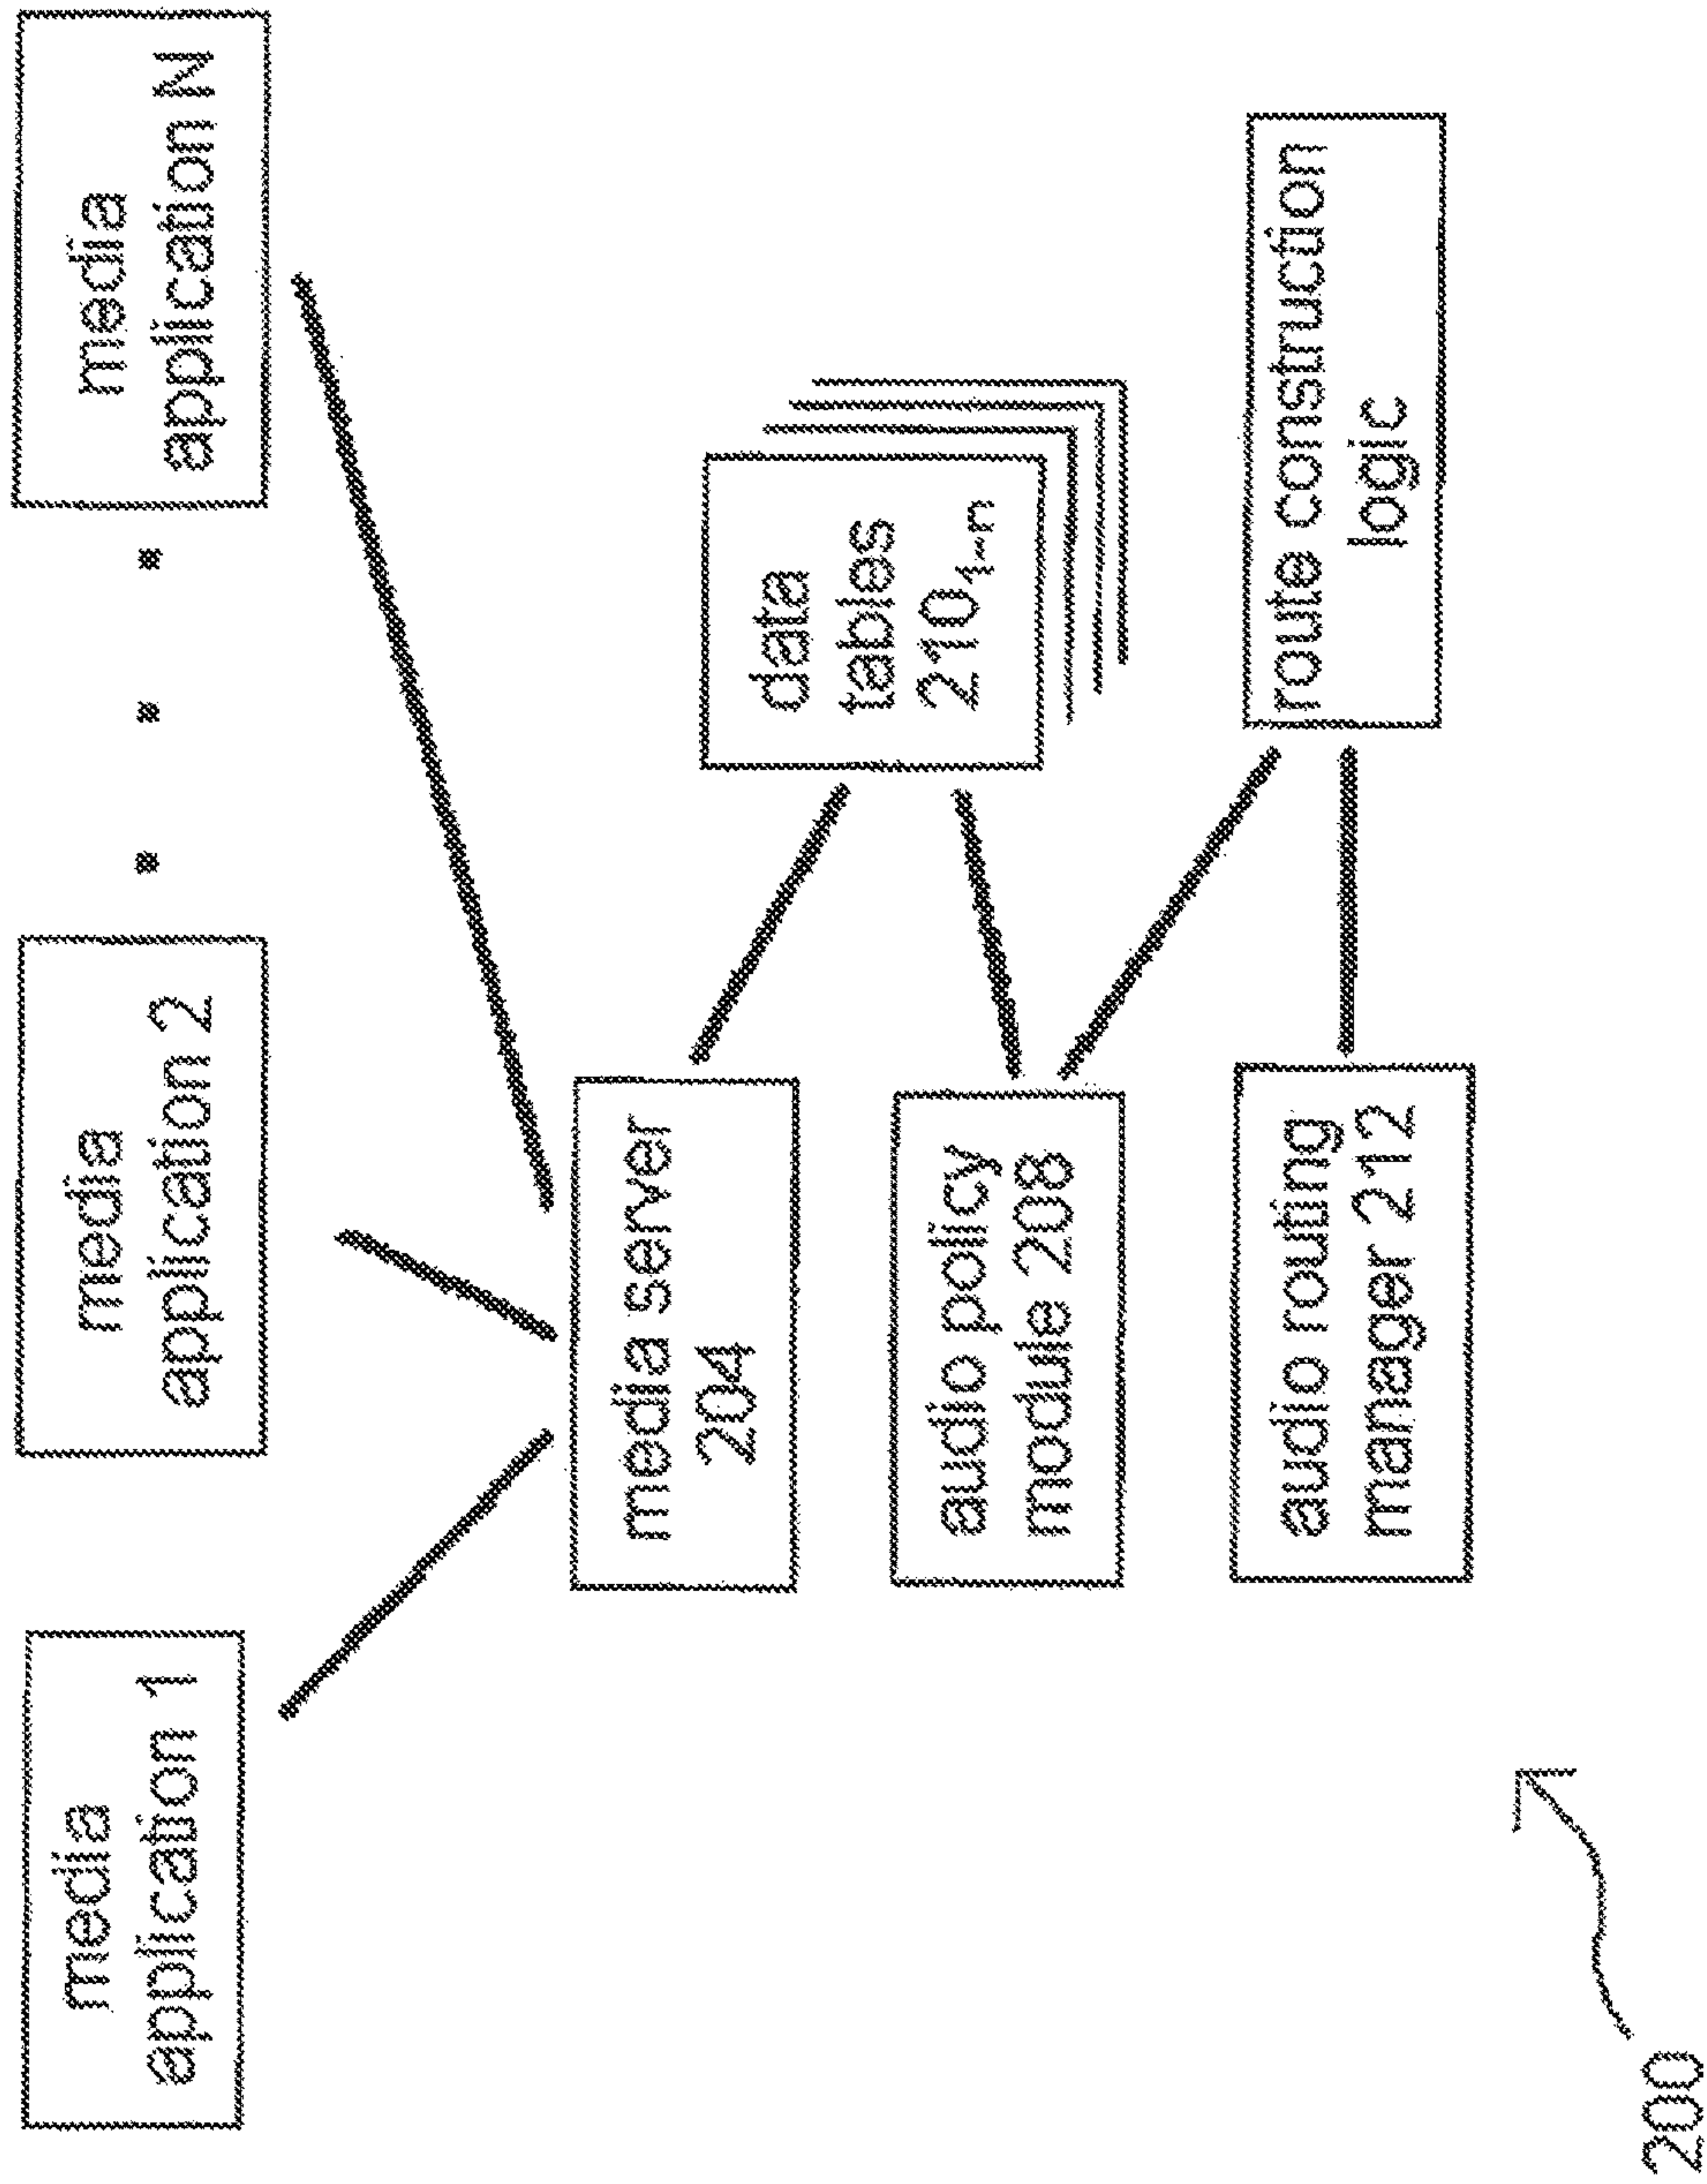 media
application 1
media
application 2
media
application N
media server
204
data
tables
210₁₋ₙ
audio policy
module 208
audio routing
manager 212
route construction
logic
200